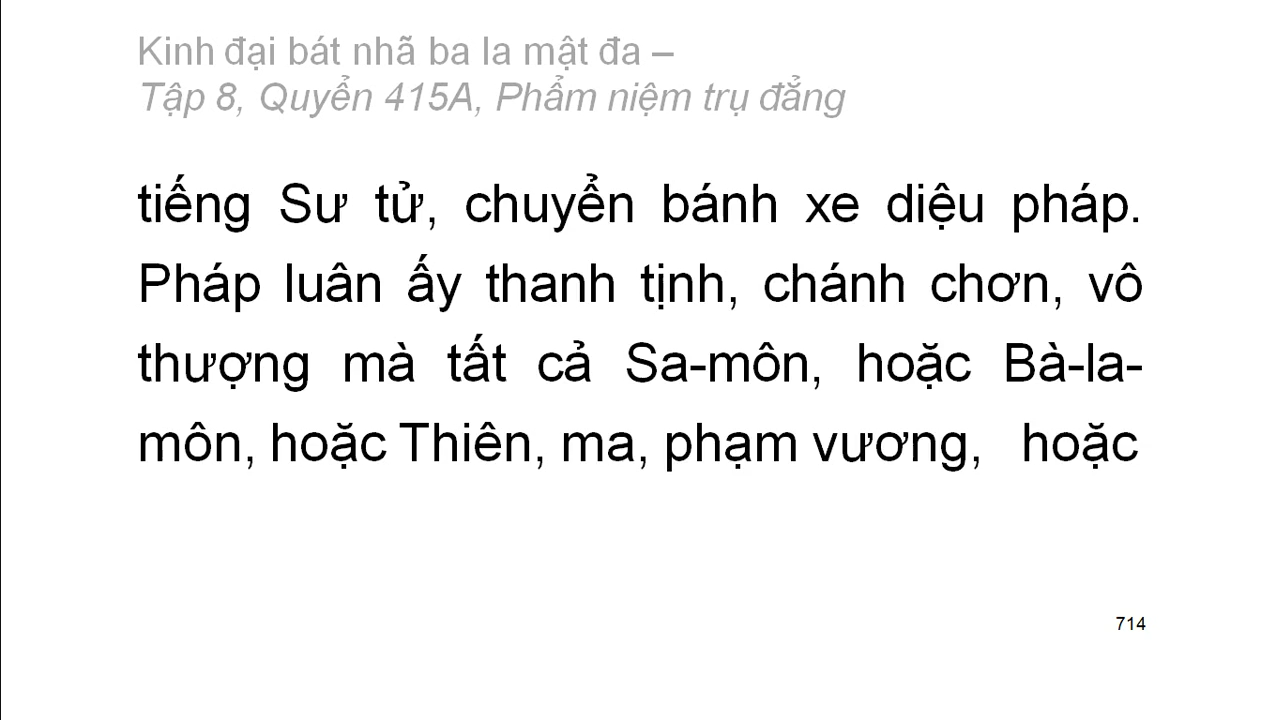 Kinh đại bát nhã ba la mật đa –
Tập 8, Quyển 415A, Phẩm niệm trụ đẳng
tiếng Sư tử, chuyển bánh xe diệu pháp.
Pháp luân ấy thanh tịnh, chánh chơn, vô
thượng mà tất cả Sa-môn, hoặc Bà-la-
môn, hoặc Thiên, ma, phạm vương, hoặc
714